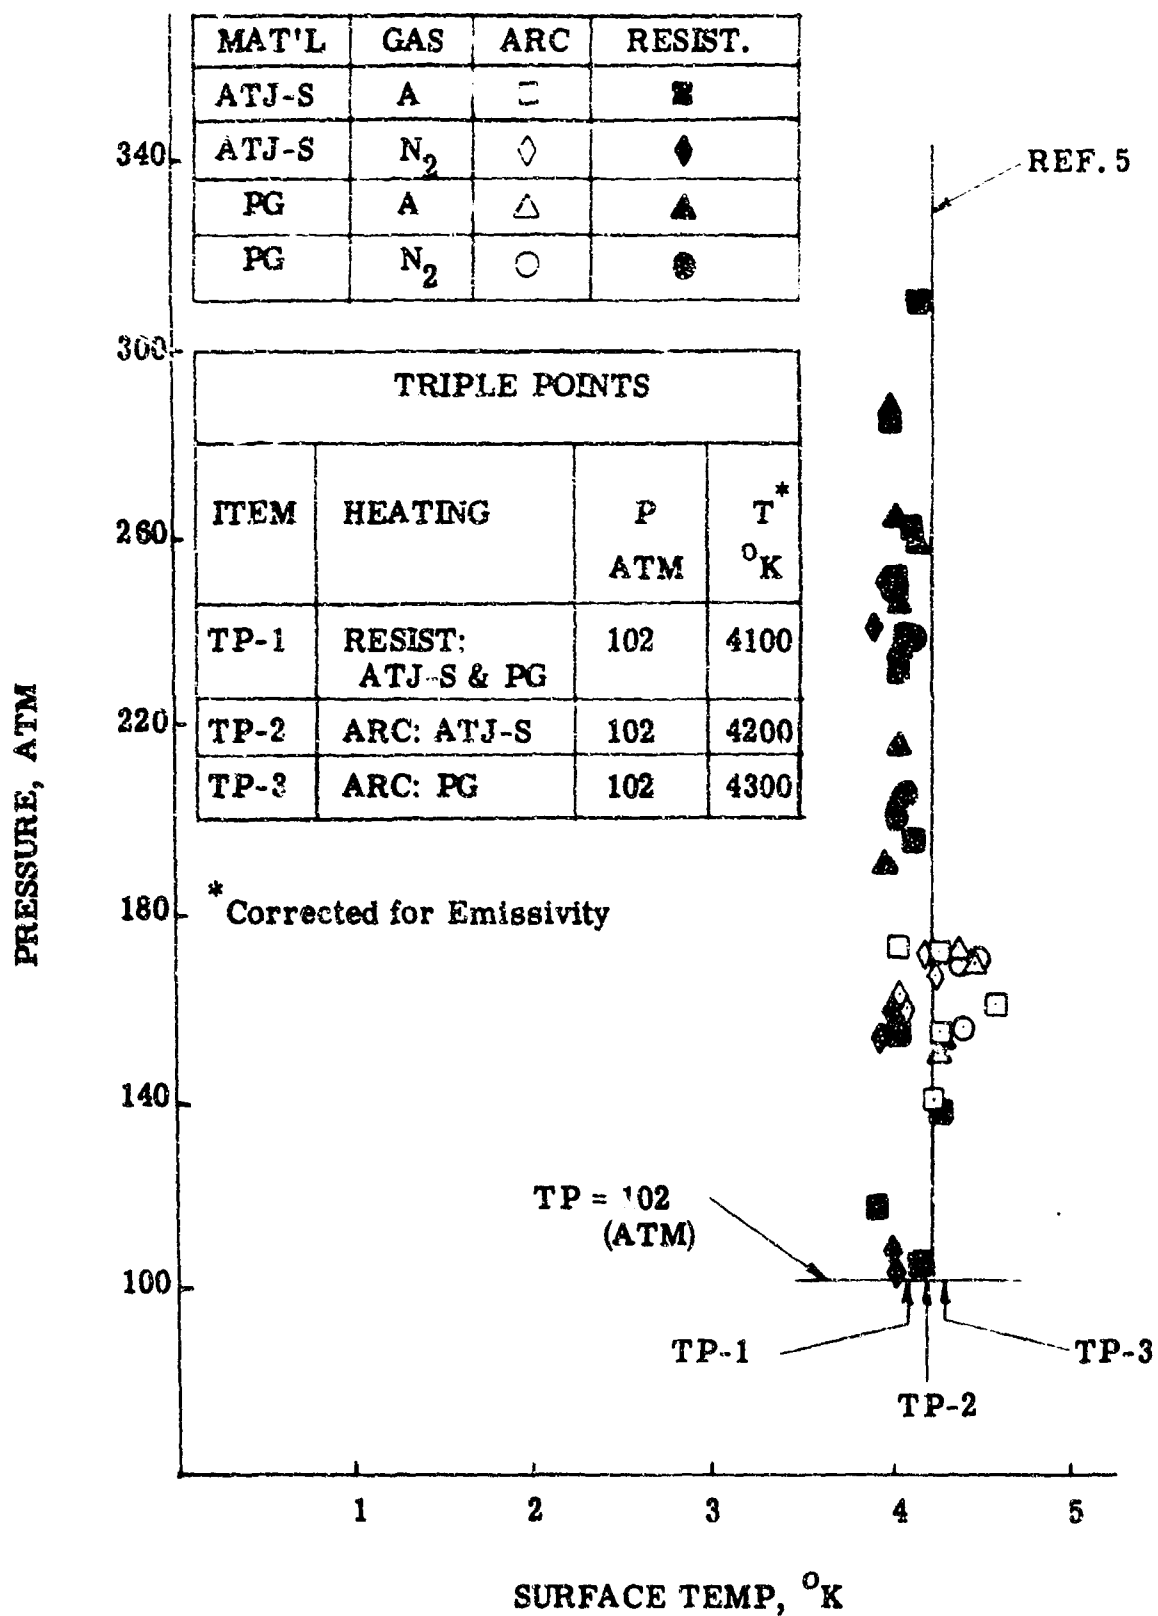 MAT'L GAS ARC RESIST.
ATJ-S A
ATJ-S N2
PG A
PG N2
REF. 5
TRIPLE POINTS
ITEM HEATING P ATM T* °K
TP-1 RESIST: ATJ-S & PG 102 4100
TP-2 ARC: ATJ-S 102 4200
TP-3 ARC: PG 102 4300
*Corrected for Emissivity
PRESSURE, ATM
340
300
260
220
180
140
100
TP = 102
(ATM)
TP-1
TP-3
TP-2
1 2 3 4 5
SURFACE TEMP, °K